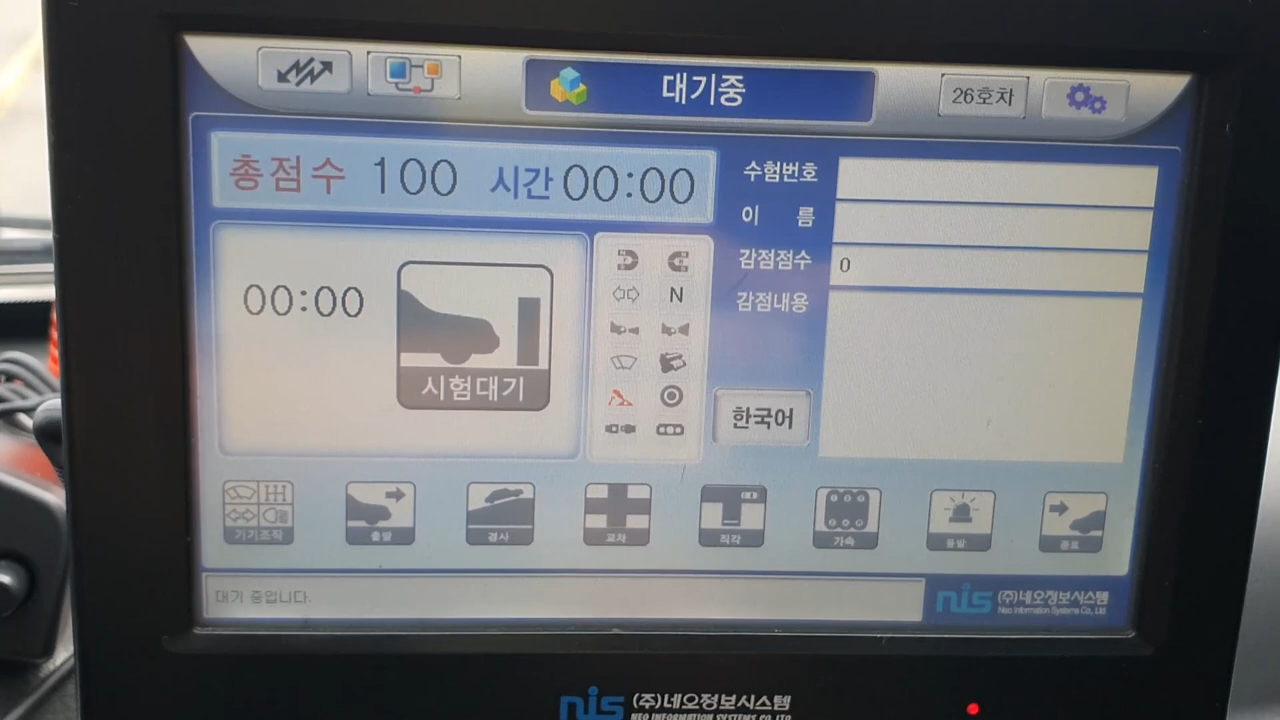 대기중
26호차
총점수 100 시간 00:00
수험번호
이 름
감점점수 0
감점내용
00:00
시험대기
N
한국어
기기조작 출발 경사 교차 직각 가속 돌발 종료
대기 중입니다.
nis (주)네오정보시스템
Neo Information Systems Co., Ltd
nis (주)네오정보시스템
NEO INFORMATION SYSTEMS CO.,LTD